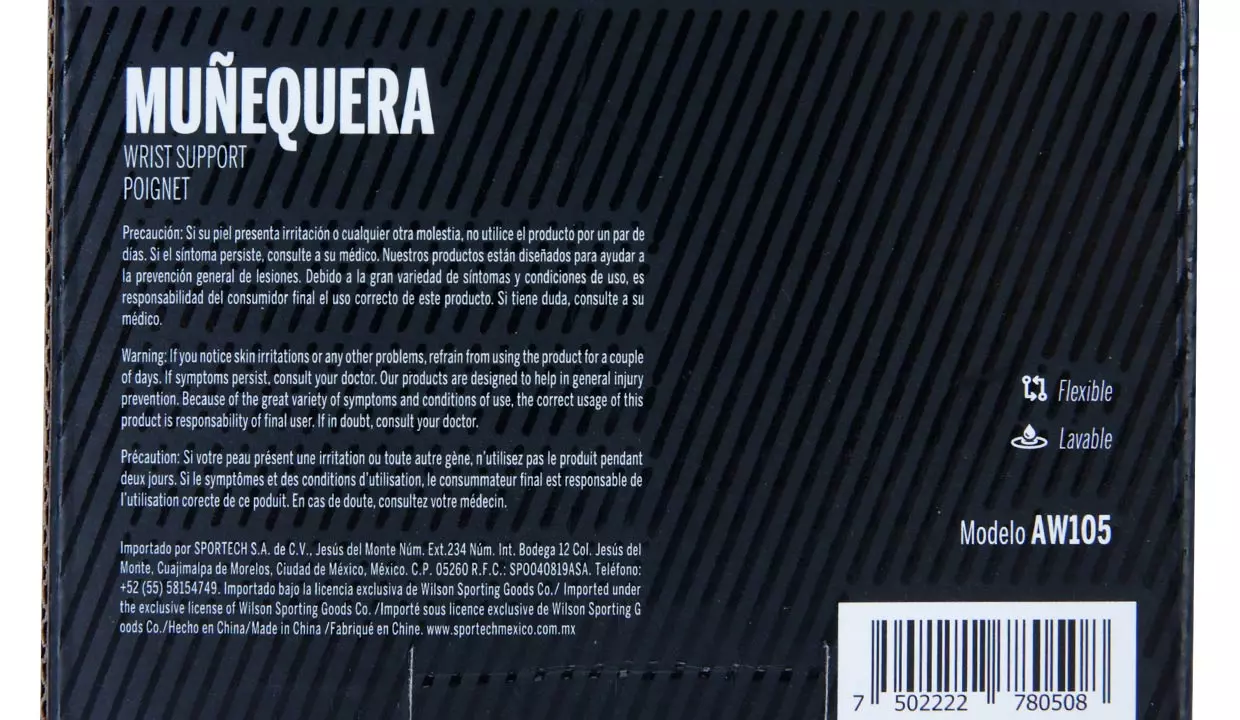 MUÑEQUERA
WRIST SUPPORT
POIGNET
Precaución: Si su piel presenta irritación o cualquier otra molestia, no utilice el producto por un par de
días. Si el síntoma persiste, consulte a su médico. Nuestros productos están diseñados para ayudar a
la prevención general de lesiones. Debido a la gran variedad de síntomas y condiciones de uso, es
responsabilidad del consumidor final el uso correcto de este producto. Si tiene duda, consulte a su
médico.
Warning: If you notice skin irritations or any other problems, refrain from using the product for a couple
of days. If symptoms persist, consult your doctor. Our products are designed to help in general injury
prevention. Because of the great variety of symptoms and conditions of use, the correct usage of this
product is responsability of final user. If in doubt, consult your doctor.
Précaution: Si votre peau présent une irritation ou toute autre gène, n'utilisez pas le produit pendant
deux jours. Si le symptômes et des conditions d'utilisation, le consummateur final est responsable de
l'utilisation corecte de ce poduit. En cas de doute, consultez votre médecin.
Importado por SPORTECH S.A. de C.V., Jesús del Monte Núm. Ext.234 Núm. Int. Bodega 12 Col. Jesús del
Monte, Cuajimalpa de Morelos, Ciudad de México, México. C.P. 05260 R.F.C.: SPO040819ASA. Teléfono:
+52 (55) 58154749. Importado bajo la licencia exclusiva de Wilson Sporting Goods Co./ Imported under
the exclusive license of Wilson Sporting Goods Co. /Importé sous licence exclusive de Wilson Sporting G
oods Co./Hecho en China/Made in China /Fabriqué en Chine. www.sportechmexico.com.mx
Flexible
Lavable
Modelo AW105
7 502222 780508